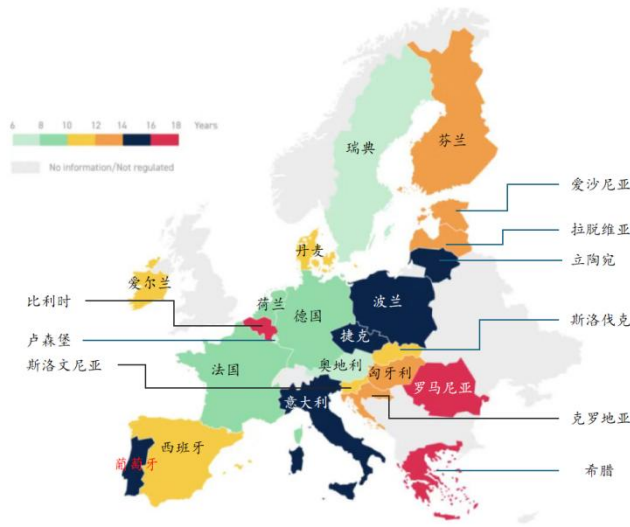 6 8 10 12 14 16 18 Years
No information/Not regulated
瑞典
芬兰
爱沙尼亚
拉脱维亚
立陶宛
丹麦
爱尔兰
荷兰
比利时
德国
波兰
卢森堡
捷克
斯洛伐克
斯洛文尼亚
法国
奥地利
匈牙利
罗马尼亚
意大利
克罗地亚
西班牙
葡萄牙
希腊